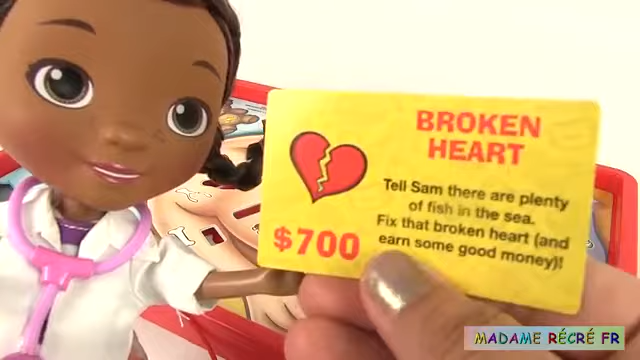 BROKEN
HEART
Tell Sam there are plenty
of fish in the sea.
Fix that broken heart (and
earn some good money)!
$700
MADAME RÉCRÉ FR